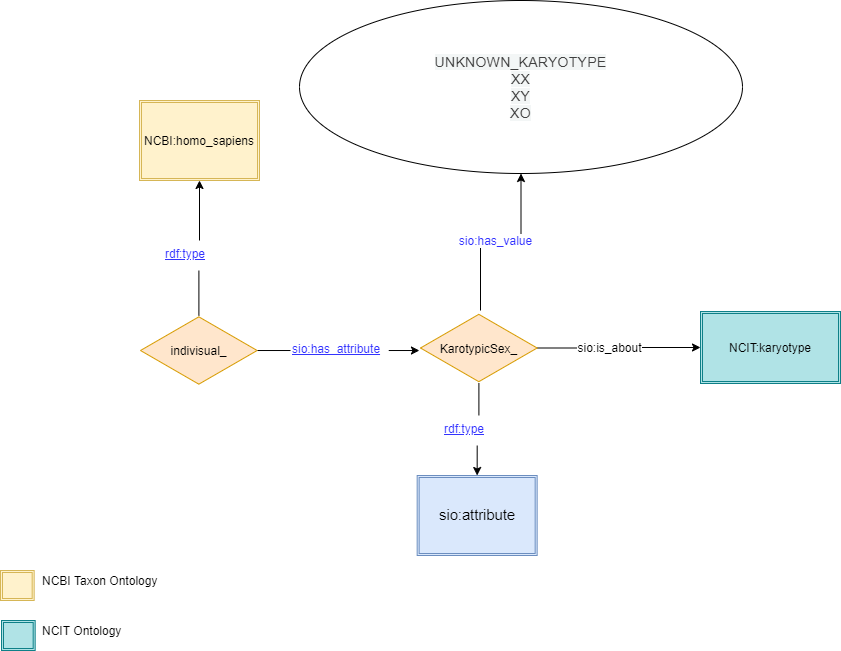 UNKNOWN_KARYOTYPE
XX
XY
XO
NCBI:homo_sapiens
sio:has_value
rdf:type
indivisual_
sio:has_attribute
KarotypicSex_
sio:is_about
NCIT:karyotype
rdf:type
sio:attribute
NCBI Taxon Ontology
NCIT Ontology